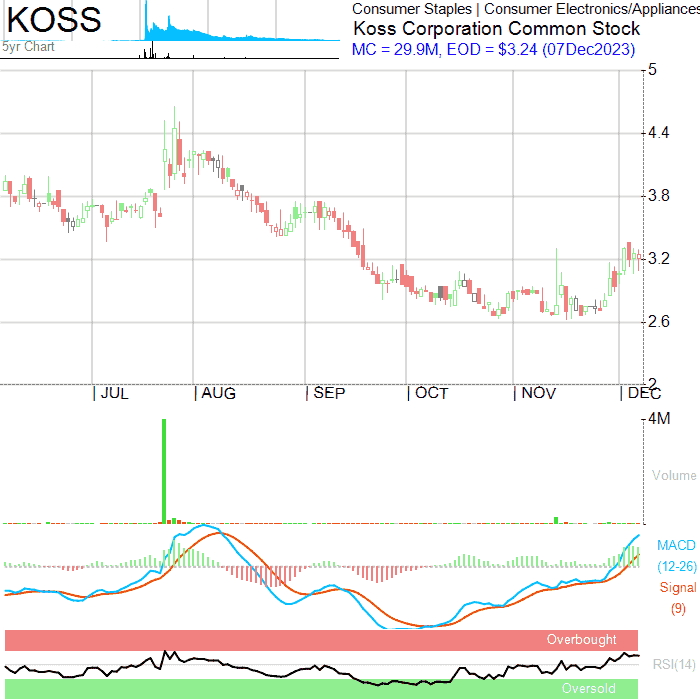 KOSS
5yr Chart
Consumer Staples | Consumer Electronics/Appliances
Koss Corporation Common Stock
MC = 29.9M, EOD = $3.24 (07Dec2023)
5
4.4
3.8
3.2
2.6
2
| JUL | AUG | SEP | OCT | NOV | DEC
4M
Volume
MACD
(12-26)
Signal
(9)
Overbought
RSI(14)
Oversold